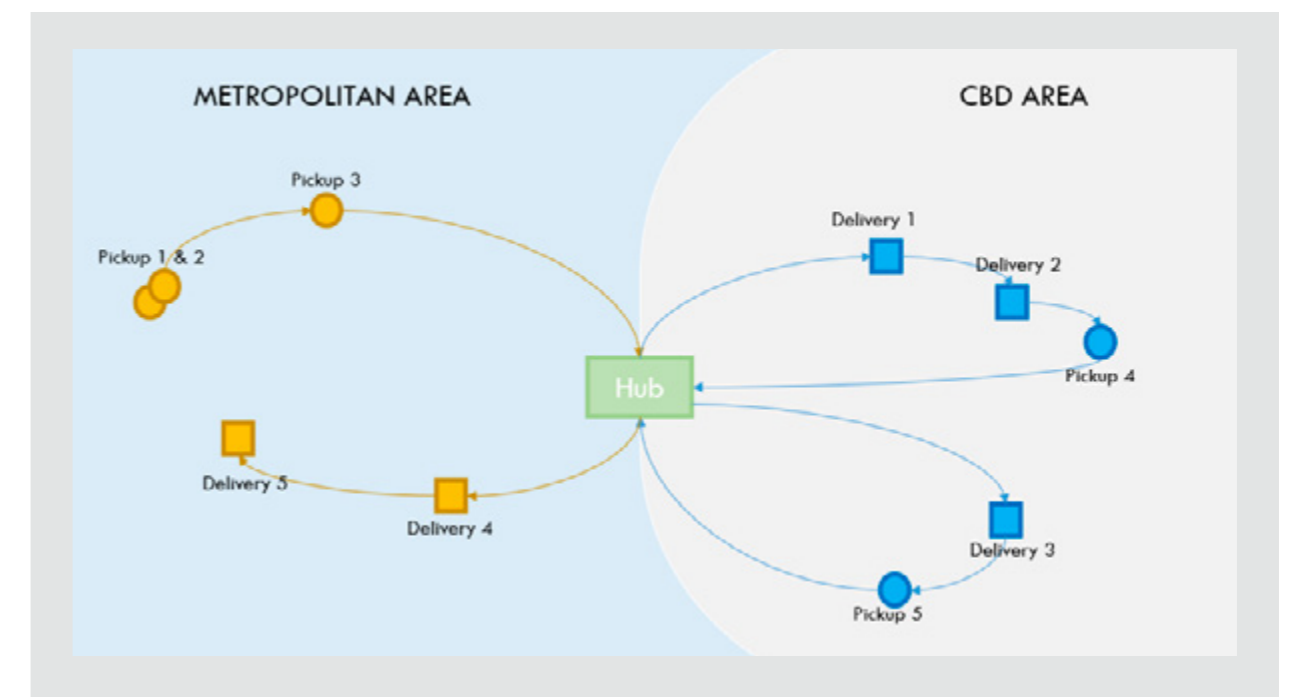 METROPOLITAN AREA
CBD AREA
Pickup 3
Delivery 1
Pickup 1 & 2
Delivery 2
Pickup 4
Hub
Delivery 5
Delivery 4
Delivery 3
Pickup 5